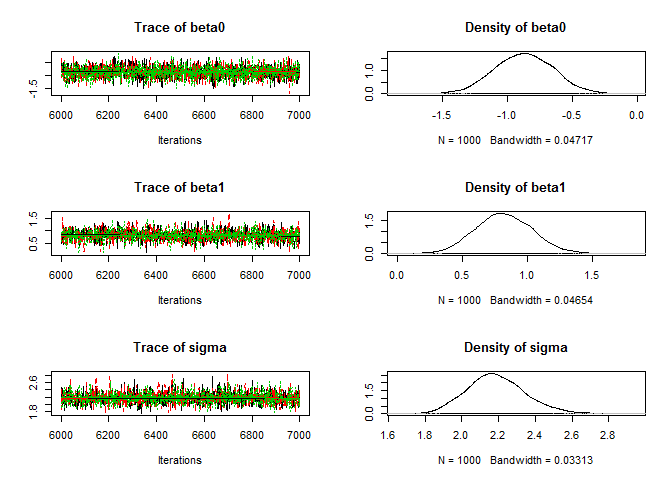 Trace of beta0
-1.5
6000 6200 6400 6600 6800 7000
Iterations
Density of beta0
0.0 1.0
-1.5 -1.0 -0.5 0.0
N = 1000 Bandwidth = 0.04717
Trace of beta1
0.5 1.5
6000 6200 6400 6600 6800 7000
Iterations
Density of beta1
0.0 1.5
0.0 0.5 1.0 1.5
N = 1000 Bandwidth = 0.04654
Trace of sigma
1.8 2.6
6000 6200 6400 6600 6800 7000
Iterations
Density of sigma
0.0 1.5
1.6 1.8 2.0 2.2 2.4 2.6 2.8
N = 1000 Bandwidth = 0.03313